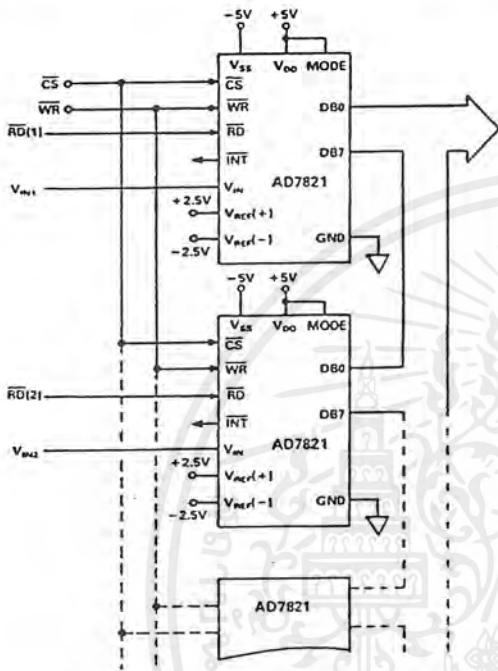 -5V +5V
VSS VDD MODE
CS CS DB0
WR WR
RD(1) RD DB7
INT
VIN1 VIN AD7821
+2.5V VREF(+)
-2.5V VREF(-) GND
-5V +5V
VSS VDD MODE
CS DB0
WR
RD(2) RD DB7
INT
VIN2 VIN AD7821
+2.5V VREF(+)
-2.5V VREF(-) GND
AD7821